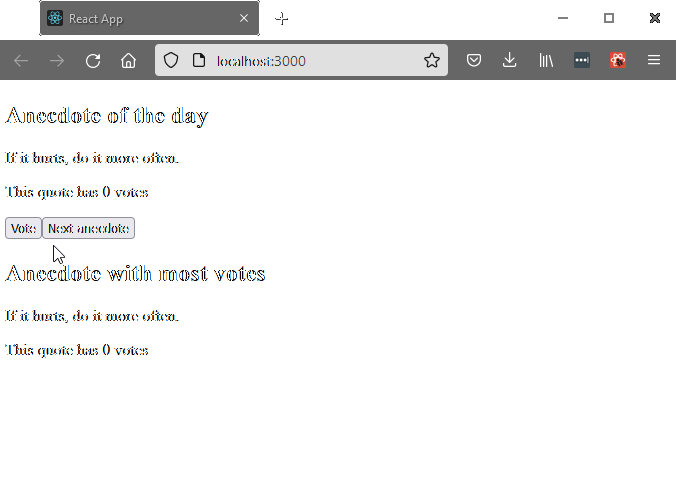 React App
localhost:3000
Anecdote of the day
If it hurts, do it more often.
This quote has 0 votes
Vote Next anecdote
Anecdote with most votes
If it hurts, do it more often.
This quote has 0 votes